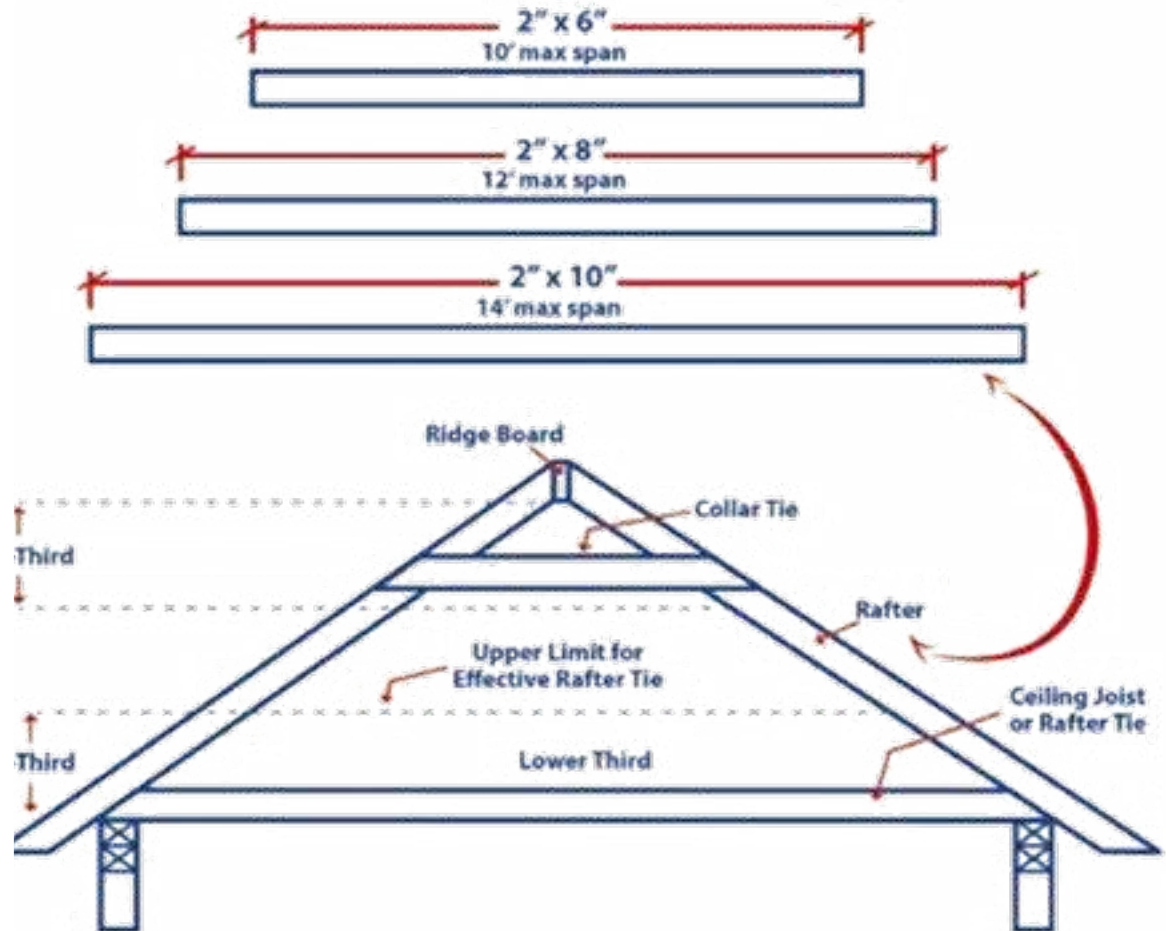 2" x 6"
10' max span
2" x 8"
12' max span
2" x 10"
14' max span
Ridge Board
Collar Tie
Third
Rafter
Upper Limit for
Effective Rafter Tie
Ceiling Joist
or Rafter Tie
Third
Lower Third